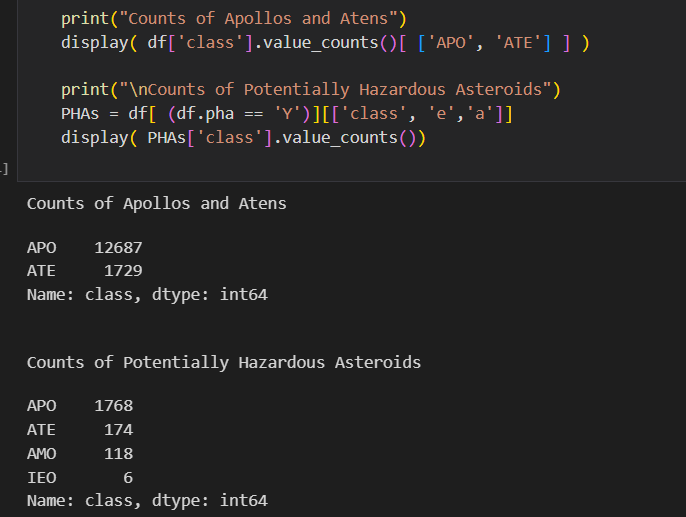 print("Counts of Apollos and Atens")
display( df['class'].value_counts()[ ['APO', 'ATE'] ] )
print("\nCounts of Potentially Hazardous Asteroids")
PHAs = df[ (df.pha == 'Y')][['class', 'e','a']]
display( PHAs['class'].value_counts())
]
Counts of Apollos and Atens
APO    12687
ATE     1729
Name: class, dtype: int64
Counts of Potentially Hazardous Asteroids
APO    1768
ATE     174
AMO     118
IEO       6
Name: class, dtype: int64